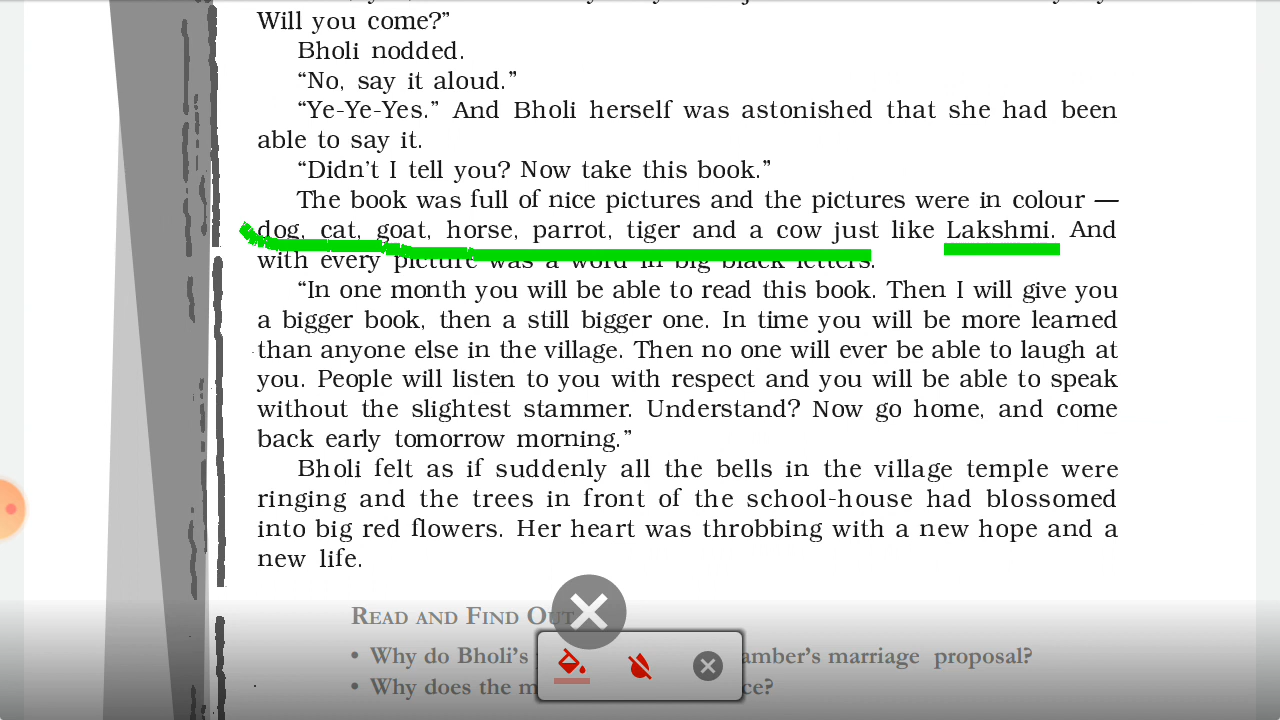 Will you come?”
Bholi nodded.
“No, say it aloud.”
“Ye-Ye-Yes.” And Bholi herself was astonished that she had been
able to say it.
“Didn’t I tell you? Now take this book.”
The book was full of nice pictures and the pictures were in colour —
dog, cat, goat, horse, parrot, tiger and a cow just like Lakshmi. And
with every picture was a word in big black letters.
“In one month you will be able to read this book. Then I will give you
a bigger book, then a still bigger one. In time you will be more learned
than anyone else in the village. Then no one will ever be able to laugh at
you. People will listen to you with respect and you will be able to speak
without the slightest stammer. Understand? Now go home, and come
back early tomorrow morning.”
Bholi felt as if suddenly all the bells in the village temple were
ringing and the trees in front of the school-house had blossomed
into big red flowers. Her heart was throbbing with a new hope and a
new life.
READ AND FIND OUT
• Why do Bholi’s amber’s marriage proposal?
• Why does the m ce?